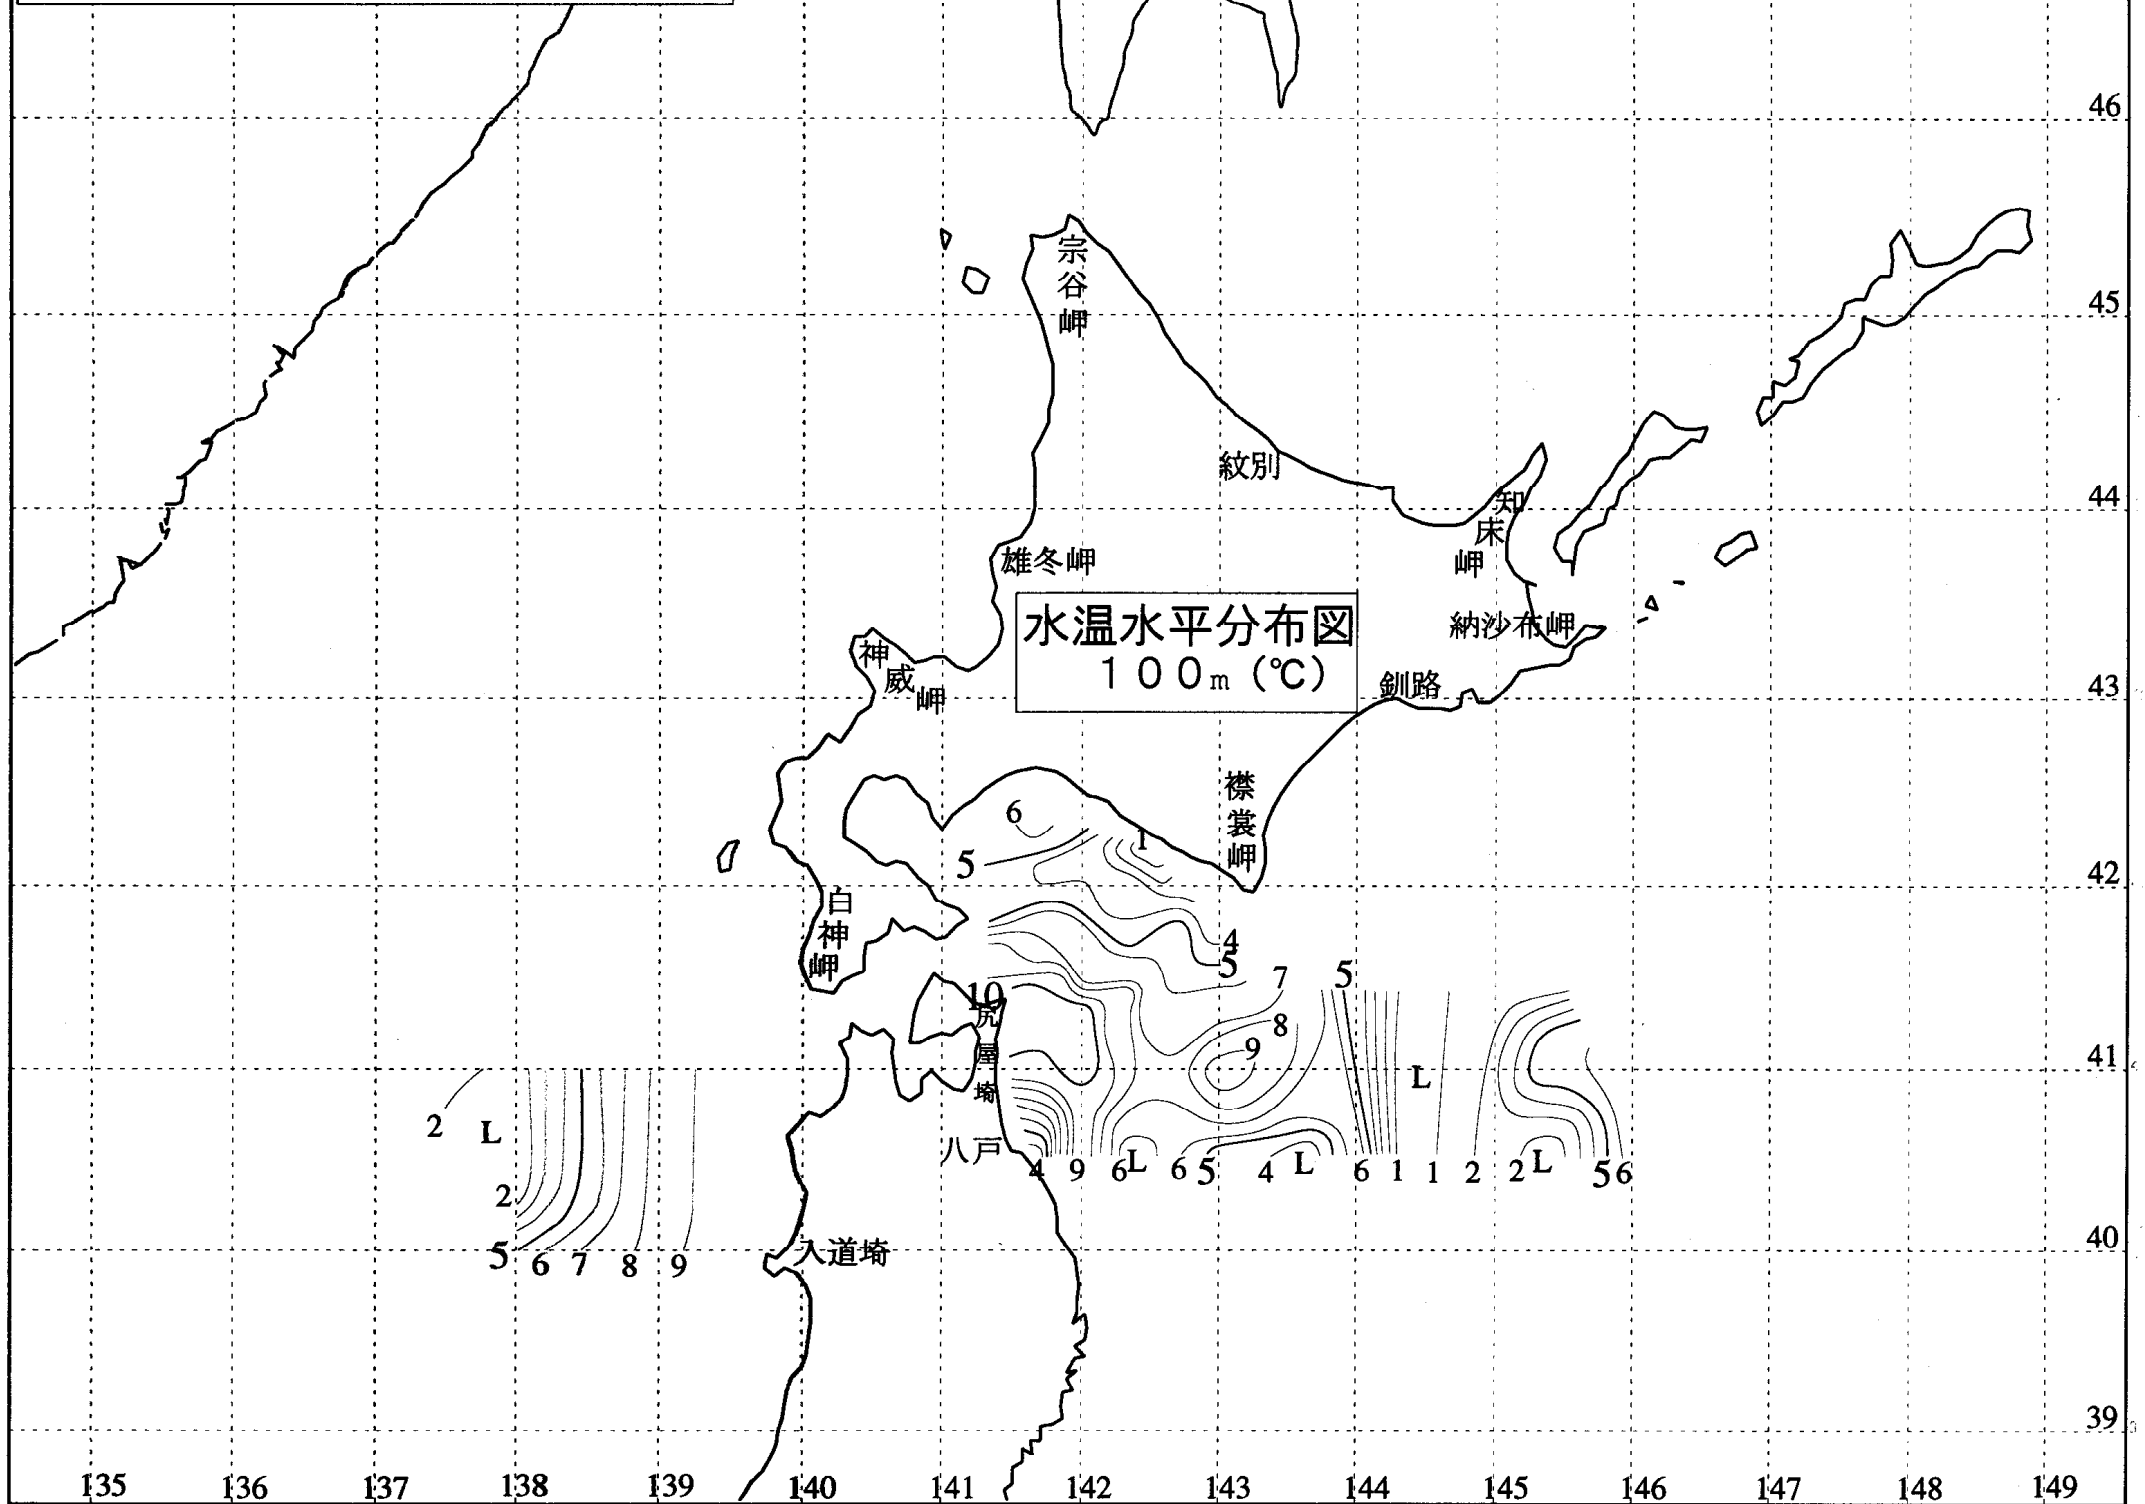 46
宗谷岬
45
紋別
44
知床岬
雄冬岬
水温水平分布図
100m (℃)
納沙布岬
神威岬
釧路
43
襟裳岬
6
1
5
42
白神岬
4
5
7
5
10
尻屋埼
8
9
41
L
2
L
八戸
4
9
6
L
6
5
4
L
6
1
1
2
2
L
5
6
2
入道埼
40
5
6
7
8
9
39
135
136
137
138
139
140
141
142
143
144
145
146
147
148
149